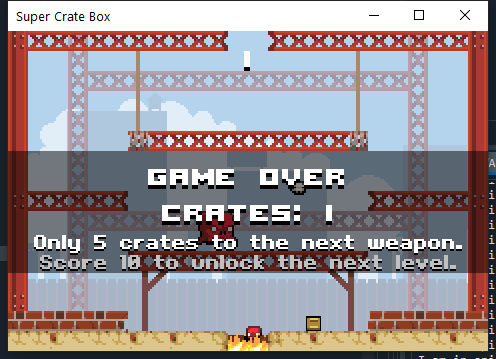 Super Crate Box
1
GAME OVER
CRATES: 1
Only 5 crates to the next weapon.
Score 10 to unlock the next level.